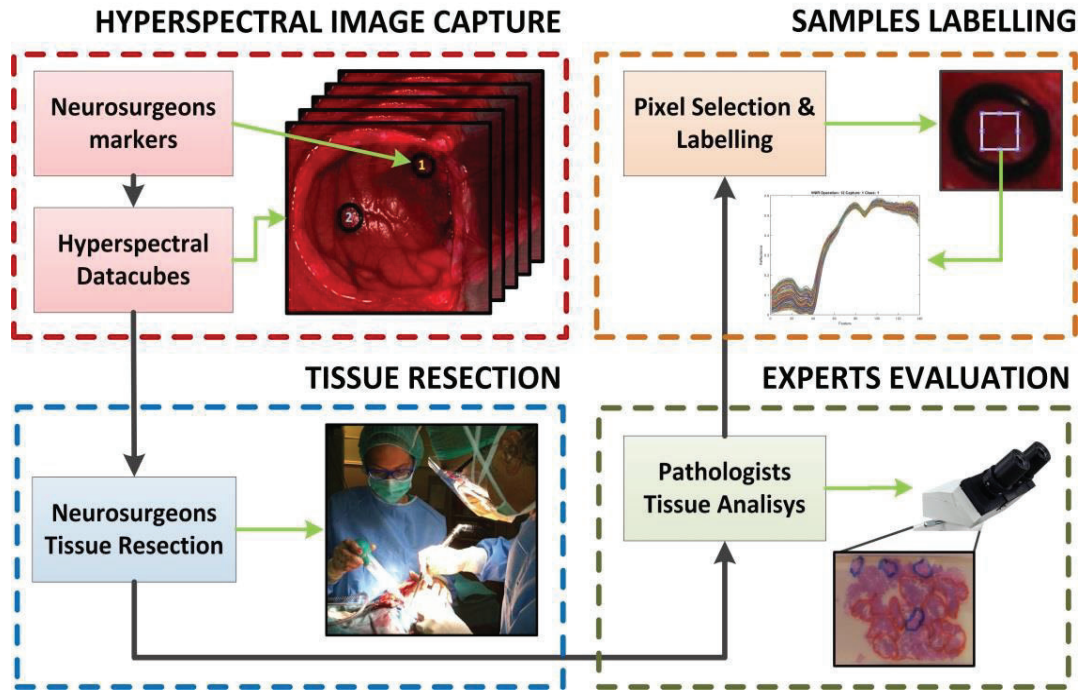 HYPERSPECTRAL IMAGE CAPTURE
Neurosurgeons
markers
Hyperspectral
Datacubes
1
2
TISSUE RESECTION
Neurosurgeons
Tissue Resection
EXPERTS EVALUATION
Pathologists
Tissue Analisys
SAMPLES LABELLING
Pixel Selection &
Labelling